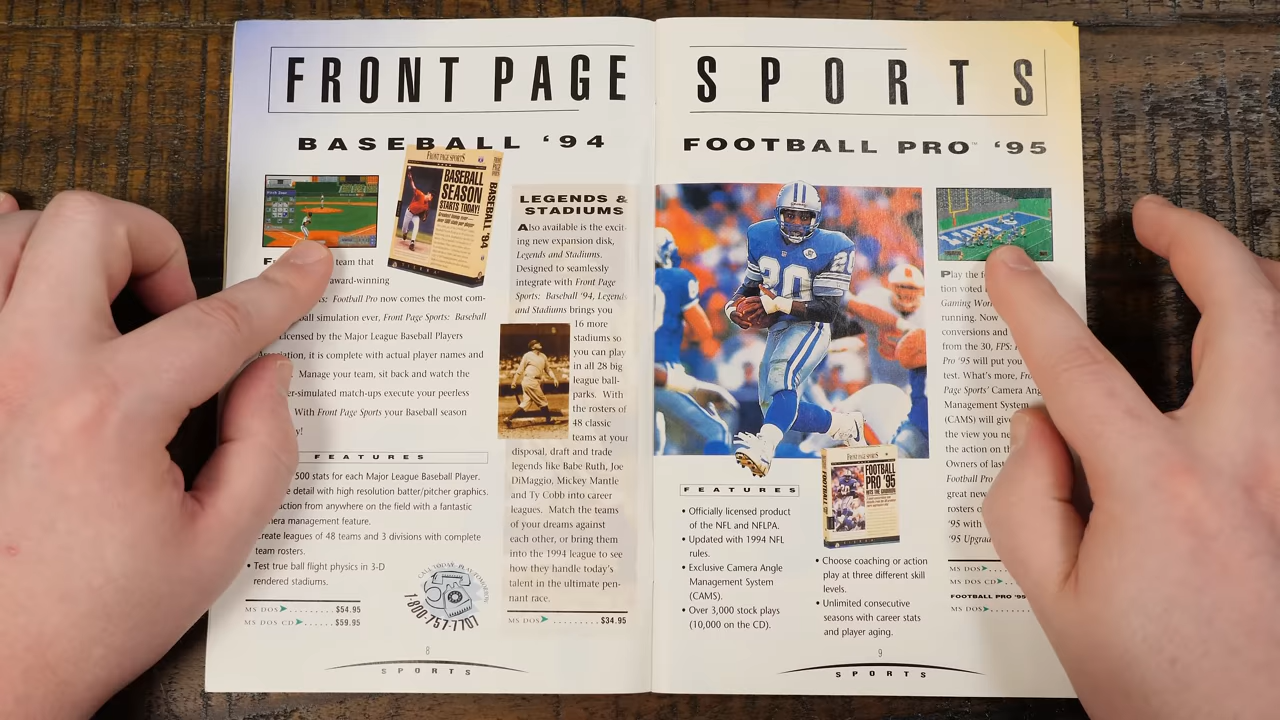 FRONT PAGE SPORTS
BASEBALL '94
FRONT PAGE SPORTS
BASEBALL
SEASON
STARTS TODAY!
BASEBALL '94
team that
award-winning
: Football Pro now comes the most com-
ball simulation ever, Front Page Sports: Baseball
Licensed by the Major League Baseball Players
it is complete with actual player names and
Manage your team, sit back and watch the
er-simulated match-ups execute your peerless
With Front Page Sports your Baseball season
y!
FEATURES
500 stats for each Major League Baseball Player.
detail with high resolution batter/pitcher graphics.
action from anywhere on the field with a fantastic
management feature.
Create leagues of 48 teams and 3 divisions with complete
team rosters.
• Test true ball flight physics in 3-D
rendered stadiums.
MS DOS ........ $54.95
MS DOS CD ...... $59.95
1-800-757-7707
LEGENDS &
STADIUMS
Also available is the excit-
ing new expansion disk,
Legends and Stadiums.
Designed to seamlessly
integrate with Front Page
Sports: Baseball '94, Legends
and Stadiums brings you
16 more
stadiums so
you can play
in all 28 big
league ball-
parks. With
the rosters of
48 classic
teams at your
disposal, draft and trade
legends like Babe Ruth, Joe
DiMaggio, Mickey Mantle
and Ty Cobb into career
leagues. Match the teams
of your dreams against
each other, or bring them
into the 1994 league to see
how they handle today's
talent in the ultimate pen-
nant race.
MS DOS ......... $34.95
8
SPORTS
FOOTBALL PRO™ '95
20
20
LIONS
FRONT PAGE SPORTS
FOOTBALL
PRO '95
FEATURES
• Officially licensed product
of the NFL and NFLPA.
• Updated with 1994 NFL
rules.
• Exclusive Camera Angle
Management System
(CAMS).
• Over 3,000 stock plays
(10,000 on the CD).
• Choose coaching or action
play at three different skill
levels.
• Unlimited consecutive
seasons with career stats
and player aging.
Play the
tion voted
Gaming
running. Now
conversions and
from the 30, FPS:
Pro '95 will put you
test. What's more,
Page Sports' Camera
Management System
(CAMS) will give
the view you
the action on
Owners of last
Football Pro
great new
rosters
'95 with
'95
MS DOS
MS DOS CD
FOOTBALL PRO '95
MS DOS
9
SPORTS